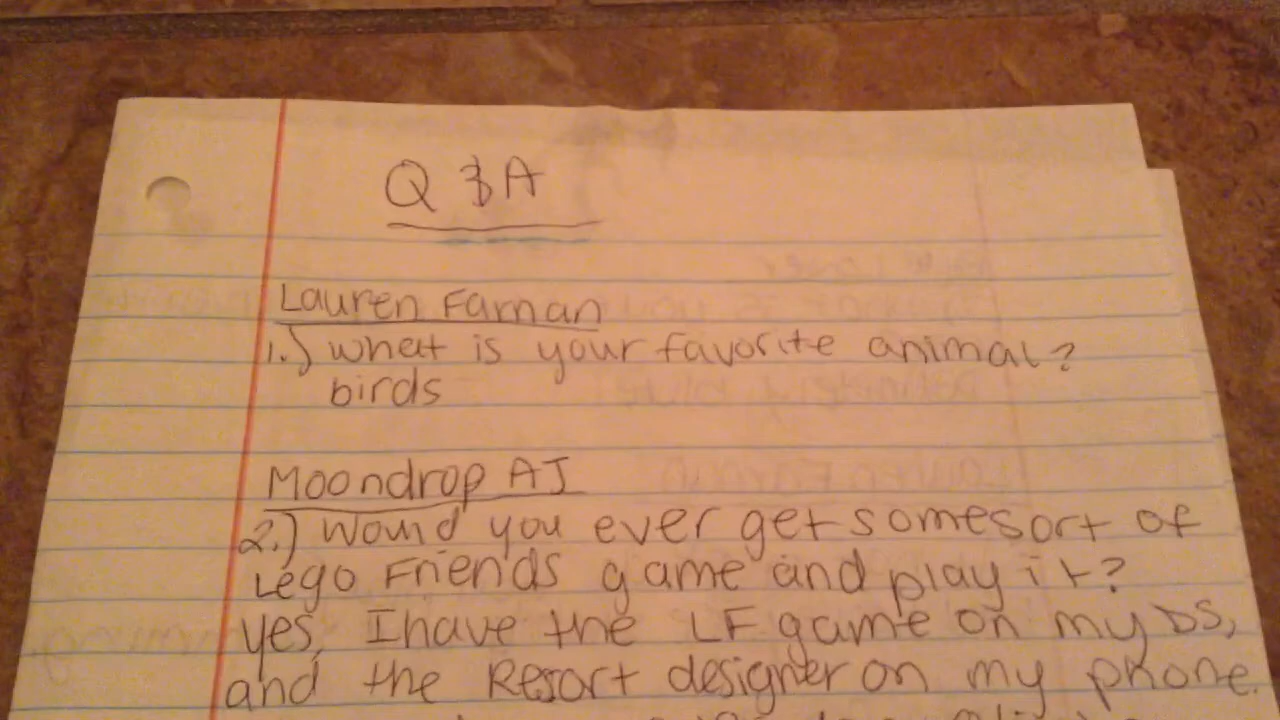 Q & A
Lauren Farnan
1.) what is your favorite animal?
birds
Moondrop AJ
2.) Would you ever get some sort of
Lego Friends game and play it?
yes, I have the LF game on my DS,
and the Resort designer on my phone.